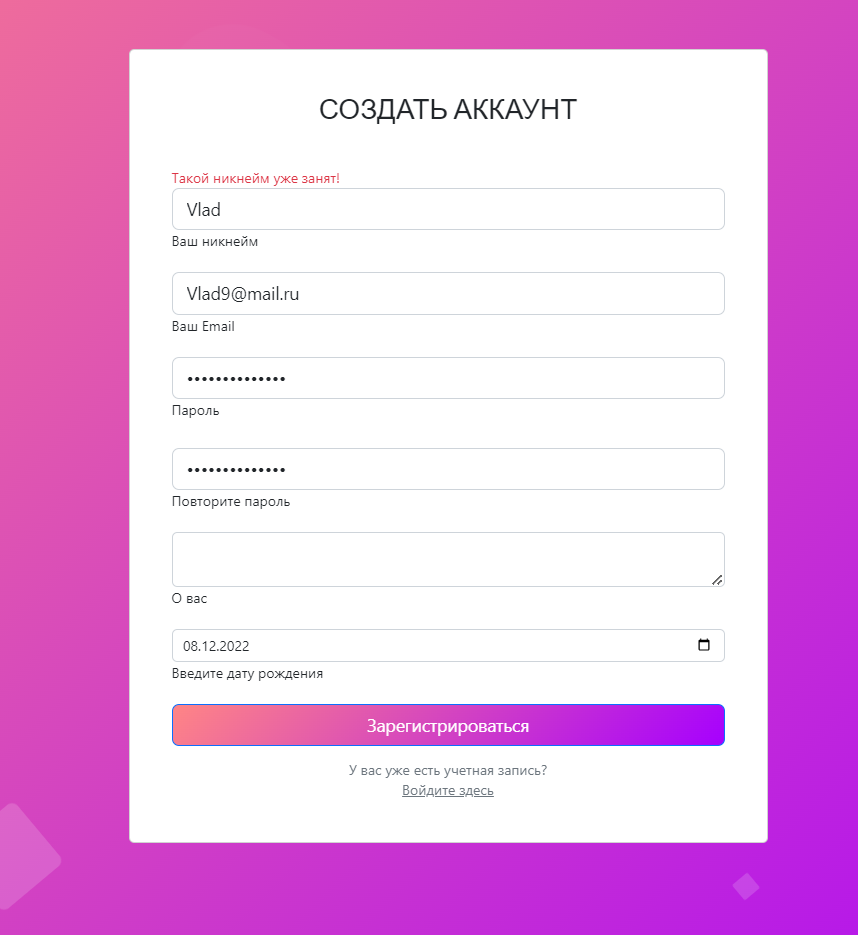 СОЗДАТЬ АККАУНТ
Такой никнейм уже занят!
Vlad
Ваш никнейм
Vlad9@mail.ru
Ваш Email
••••••••••••••
Пароль
••••••••••••••
Повторите пароль
О вас
08.12.2022
Введите дату рождения
Зарегистрироваться
У вас уже есть учетная запись?
Войдите здесь